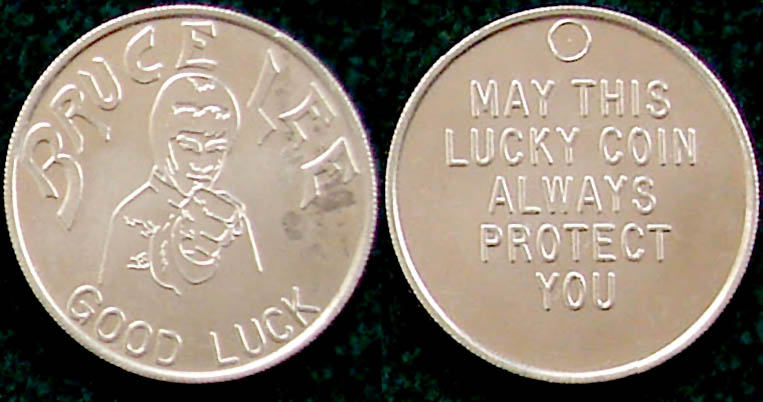 BRUCE LEE
GOOD LUCK
MAY THIS
LUCKY COIN
ALWAYS
PROTECT
YOU